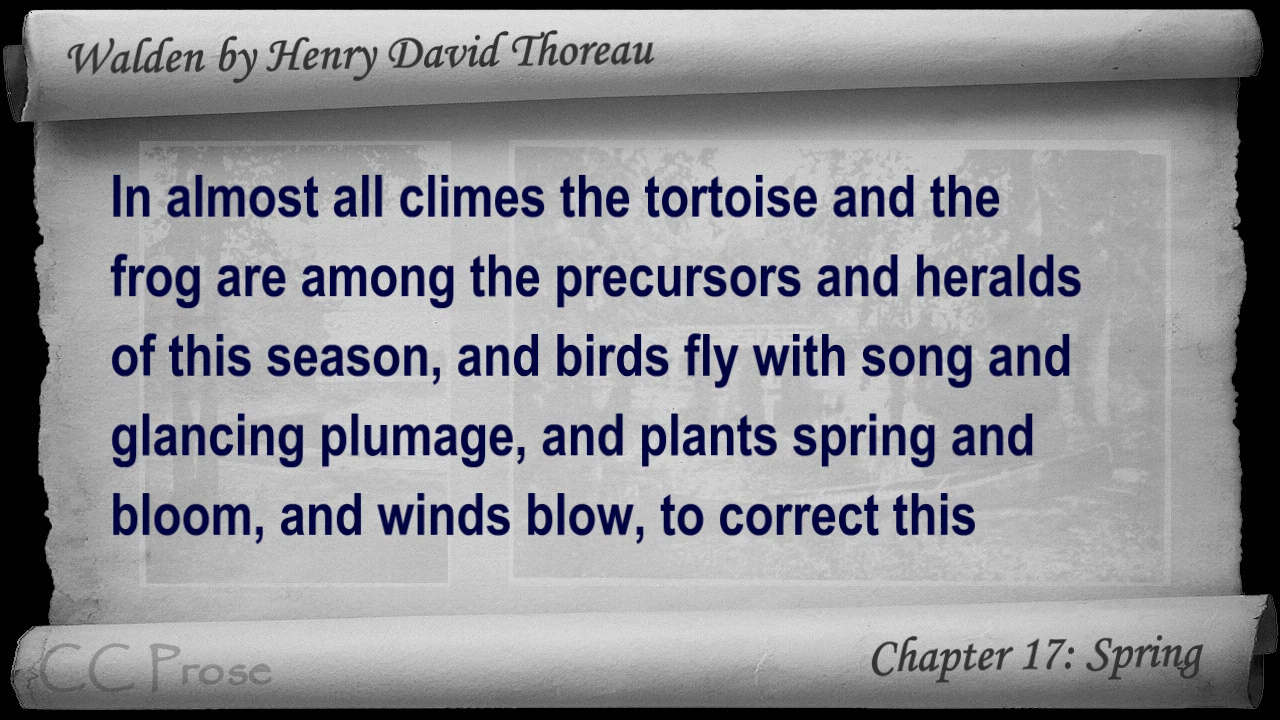 Walden by Henry David Thoreau
In almost all climes the tortoise and the
frog are among the precursors and heralds
of this season, and birds fly with song and
glancing plumage, and plants spring and
bloom, and winds blow, to correct this
CC Prose
Chapter 17: Spring